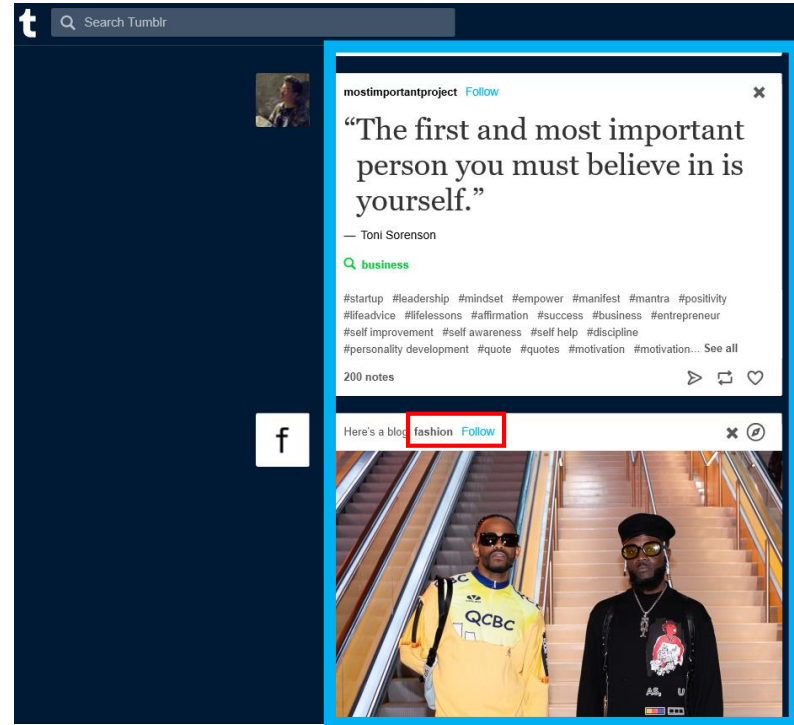 t Search Tumblr
mostimportantproject Follow
“The first and most important
person you must believe in is
yourself.”
— Toni Sorenson
business
#startup #leadership #mindset #empower #manifest #mantra #positivity
#lifeadvice #lifelessons #affirmation #success #business #entrepreneur
#self improvement #self awareness #self help #discipline
#personality development #quote #quotes #motivation #motivation... See all
200 notes
f
Here's a blog fashion Follow
QCBC
AS, U